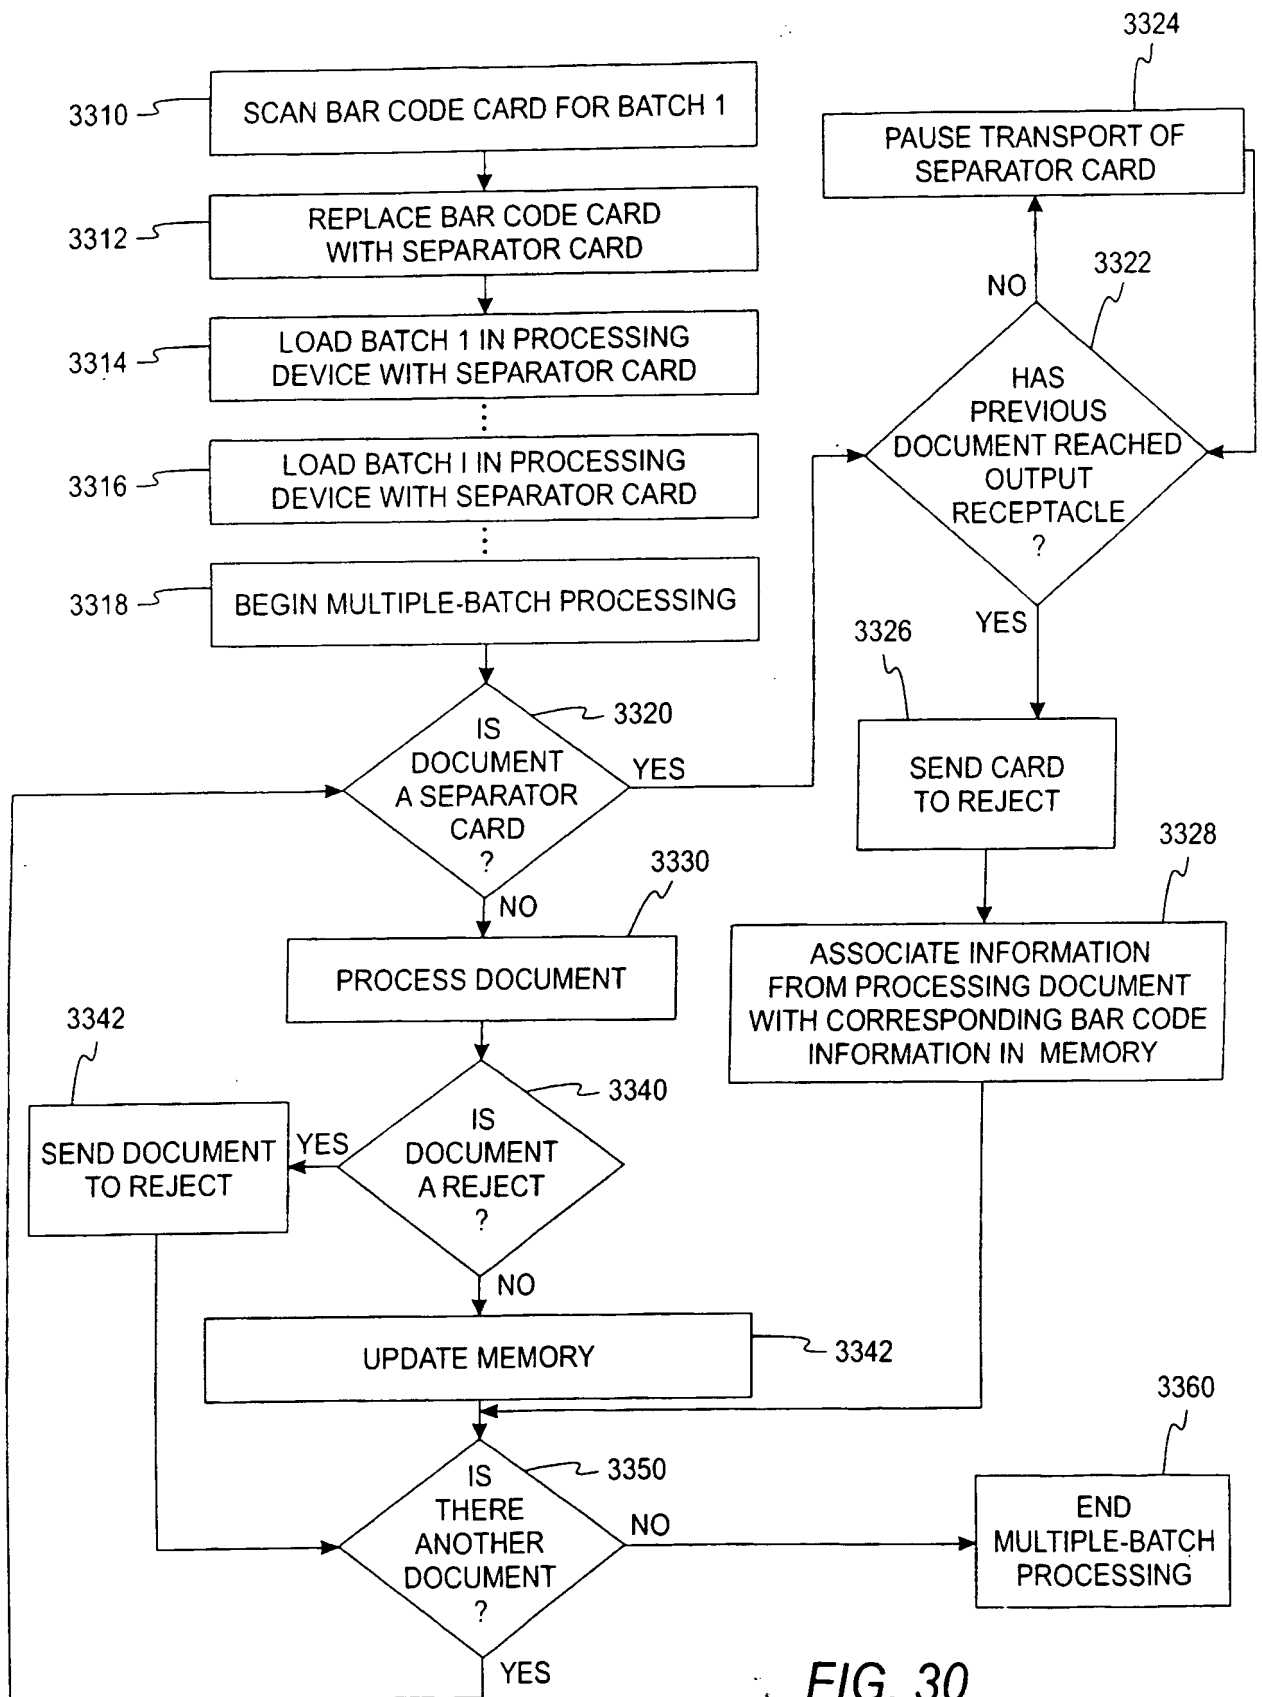 3324
3310
SCAN BAR CODE CARD FOR BATCH 1
PAUSE TRANSPORT OF
SEPARATOR CARD
3312
REPLACE BAR CODE CARD
WITH SEPARATOR CARD
3322
NO
3314
LOAD BATCH 1 IN PROCESSING
DEVICE WITH SEPARATOR CARD
HAS
PREVIOUS
DOCUMENT REACHED
OUTPUT
RECEPTACLE
?
3316
LOAD BATCH I IN PROCESSING
DEVICE WITH SEPARATOR CARD
3318
BEGIN MULTIPLE-BATCH PROCESSING
YES
3326
3320
IS
DOCUMENT
A SEPARATOR
CARD
?
YES
SEND CARD
TO REJECT
3328
3330
NO
PROCESS DOCUMENT
ASSOCIATE INFORMATION
FROM PROCESSING DOCUMENT
WITH CORRESPONDING BAR CODE
INFORMATION IN MEMORY
3342
3340
IS
DOCUMENT
A REJECT
?
YES
SEND DOCUMENT
TO REJECT
NO
UPDATE MEMORY
3342
3360
3350
IS
THERE
ANOTHER
DOCUMENT
?
NO
END
MULTIPLE-BATCH
PROCESSING
YES
FIG. 30